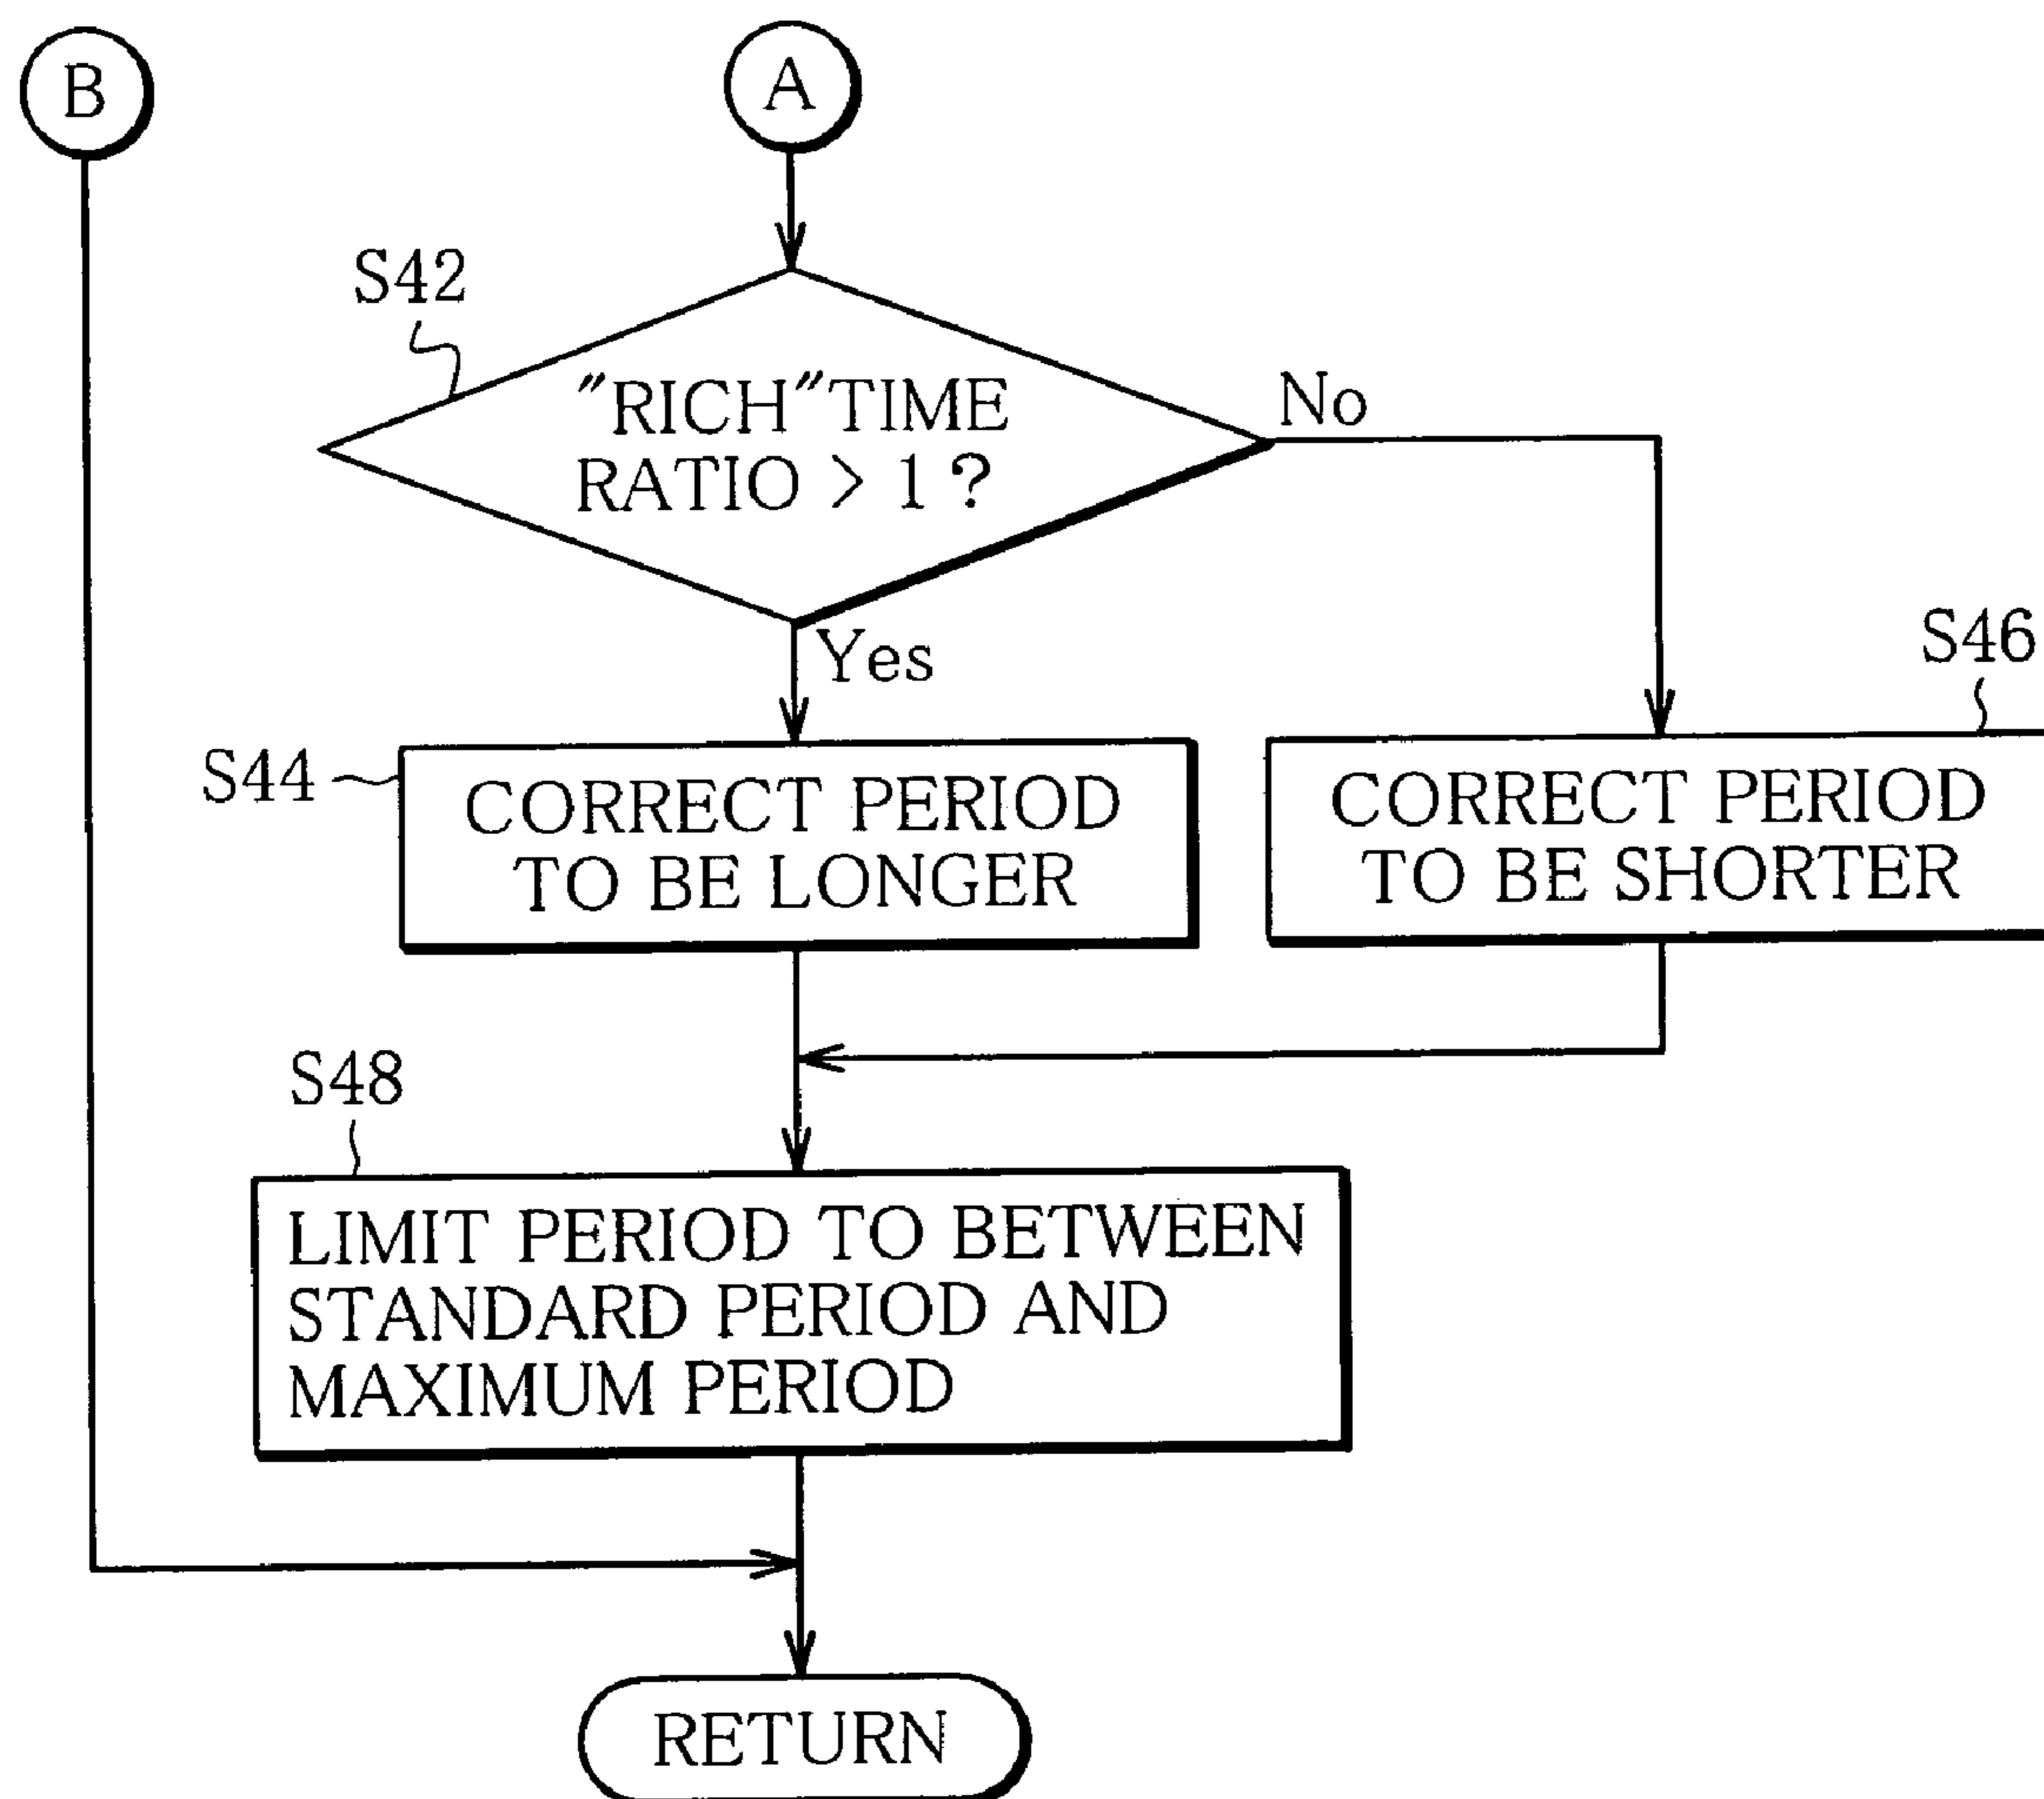 B
A
S42
"RICH" TIME
RATIO > 1 ?
No
Yes
S46
S44
CORRECT PERIOD
TO BE LONGER
CORRECT PERIOD
TO BE SHORTER
S48
LIMIT PERIOD TO BETWEEN
STANDARD PERIOD AND
MAXIMUM PERIOD
RETURN